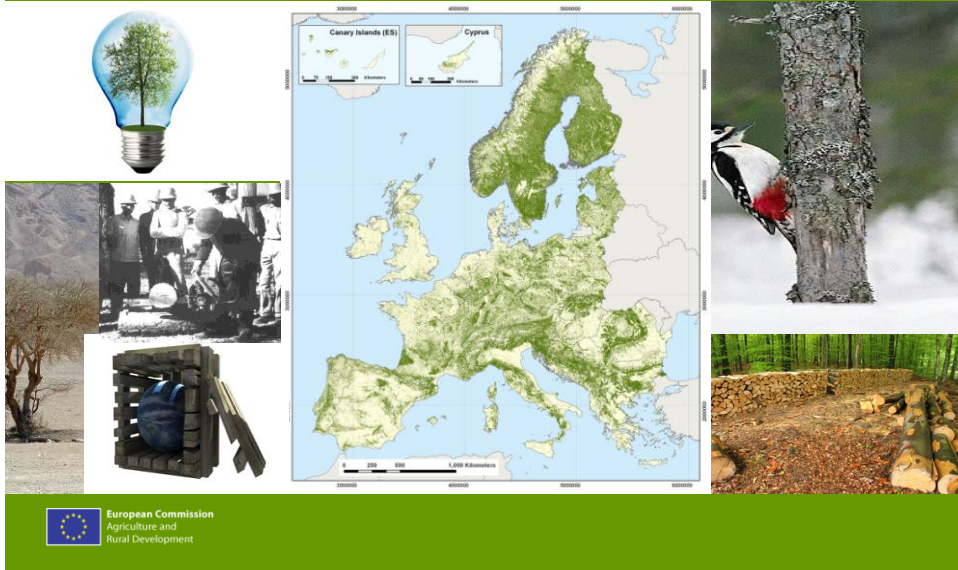 Canary Islands (ES)
Cyprus
Kilometers
Kilometers
3000000
4000000
5000000
6000000
0 250 500 1,000 Kilometers
3000000
4000000
5000000
6000000
European Commission
Agriculture and
Rural Development